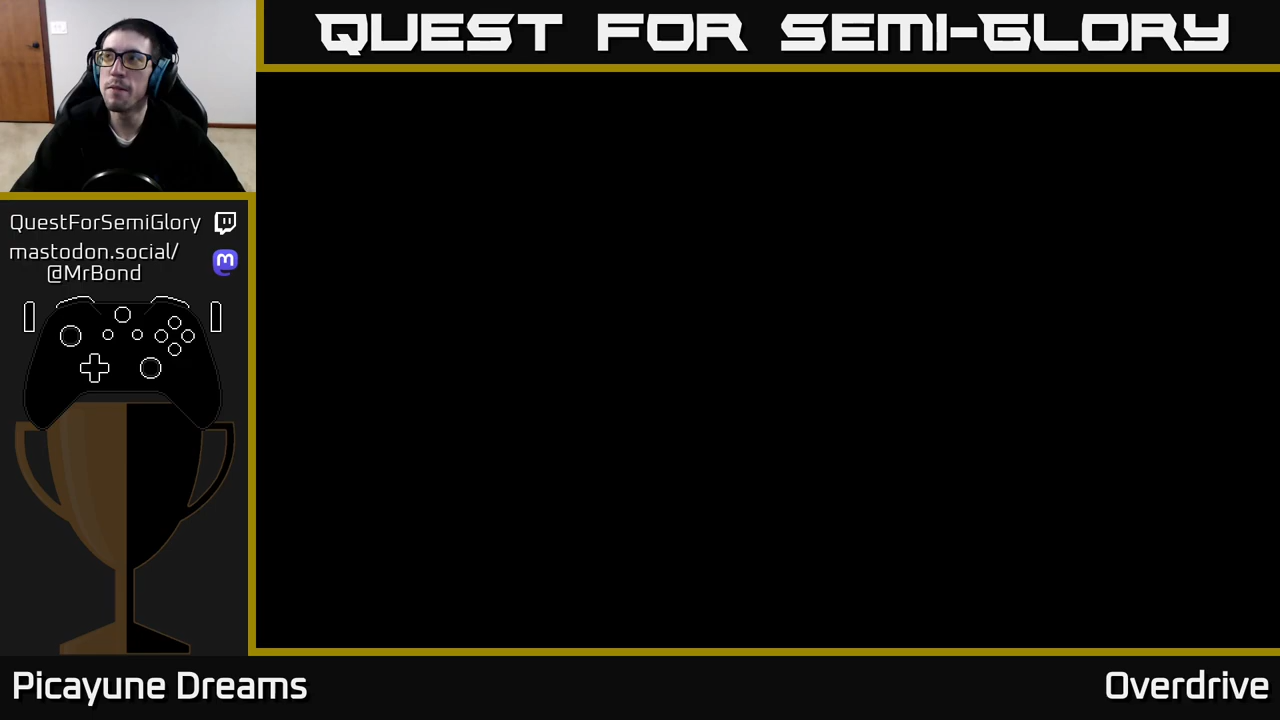 QUEST FOR SEMI-GLORY
QuestForSemiGlory
mastodon.social/
@MrBond
Picayune Dreams
Overdrive